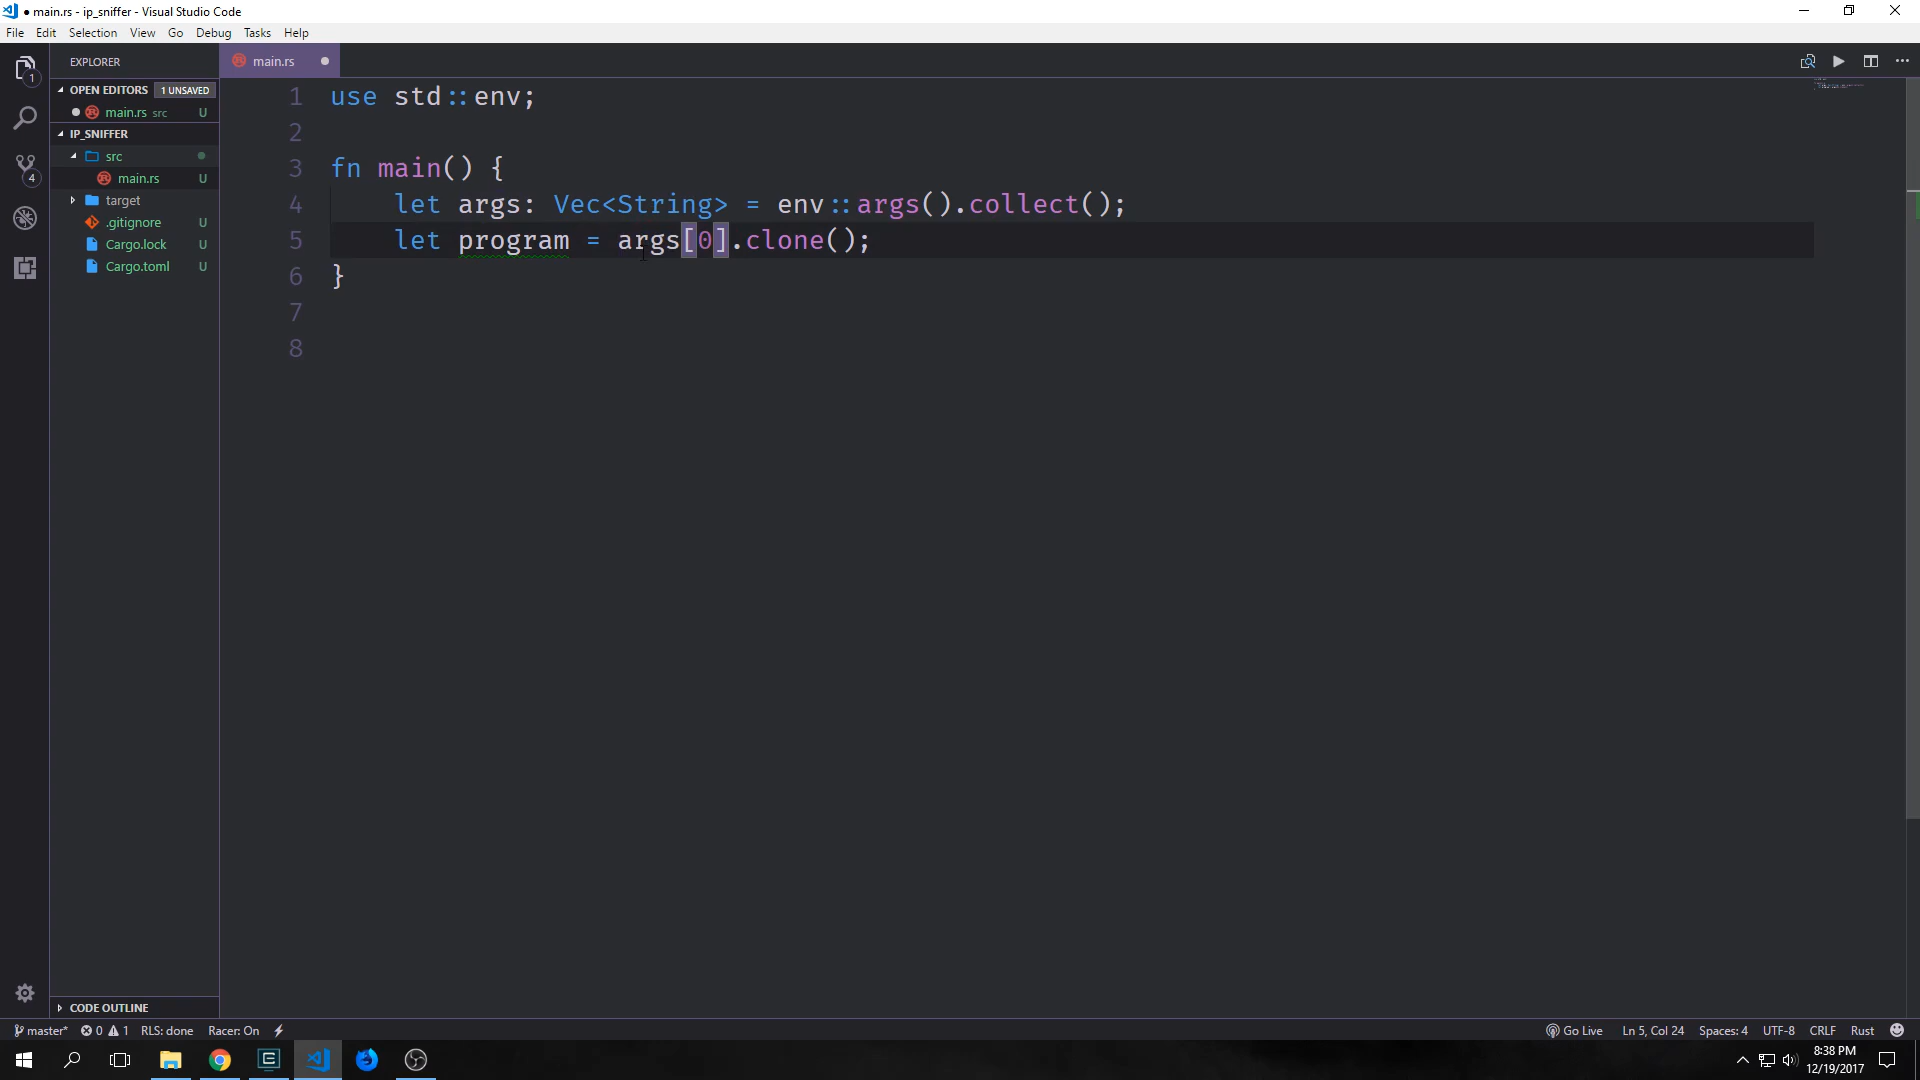 ● main.rs - ip_sniffer - Visual Studio Code
File Edit Selection View Go Debug Tasks Help
1
EXPLORER
OPEN EDITORS 1 UNSAVED
main.rs src U
IP_SNIFFER
src
main.rs U
target
.gitignore U
Cargo.lock U
Cargo.toml U
4
CODE OUTLINE
main.rs
1 use std::env;
2
3 fn main() {
4 let args: Vec<String> = env::args().collect();
5 let program = args[0].clone();
6 }
7
8
master* 0 1 RLS: done Racer: On Go Live Ln 5, Col 24 Spaces: 4 UTF-8 CRLF Rust
8:38 PM
12/19/2017